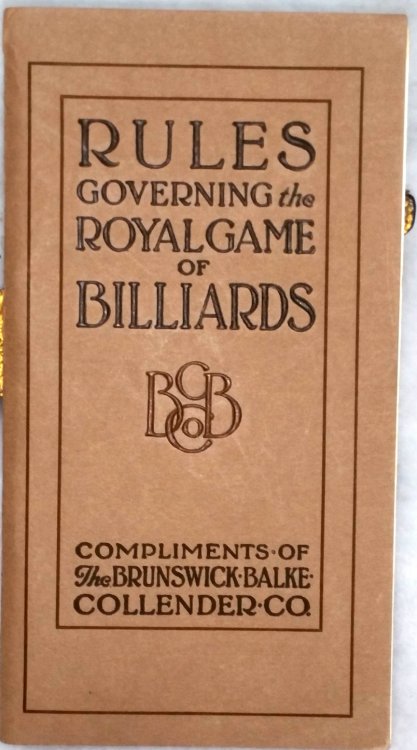 RULES
GOVERNING the
ROYAL GAME
OF
BILLIARDS
BBCCo
COMPLIMENTS·OF
The BRUNSWICK·BALKE·
COLLENDER·CO.